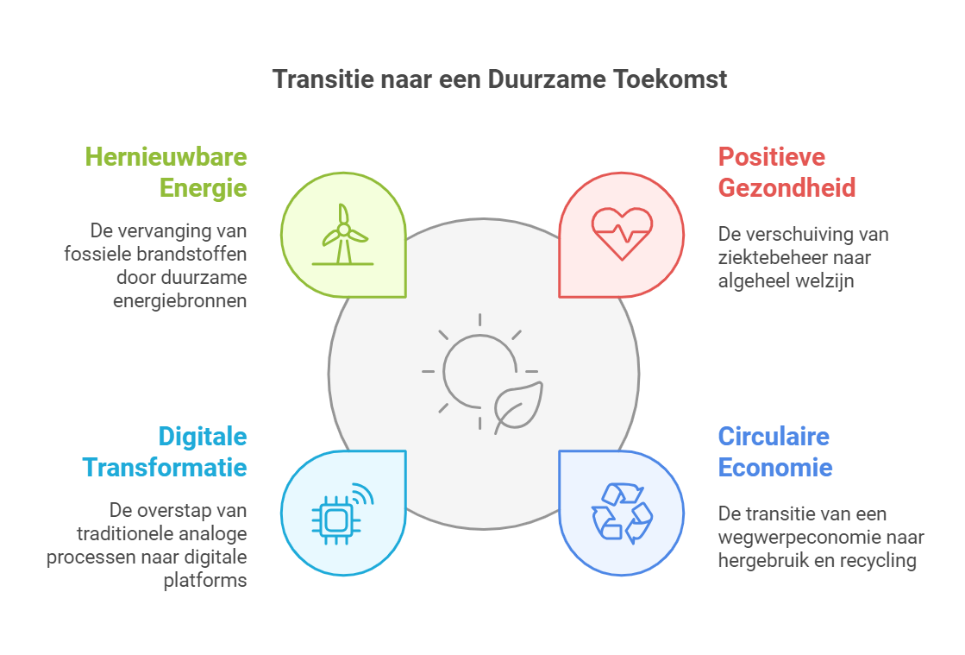 Transitie naar een Duurzame Toekomst
Hernieuwbare
Energie
De vervanging van
fossiele brandstoffen
door duurzame
energiebronnen
Positieve
Gezondheid
De verschuiving van
ziektebeheer naar
algeheel welzijn
Digitale
Transformatie
De overstap van
traditionele analoge
processen naar digitale
platforms
Circulaire
Economie
De transitie van een
wegwerpeconomie naar
hergebruik en recycling